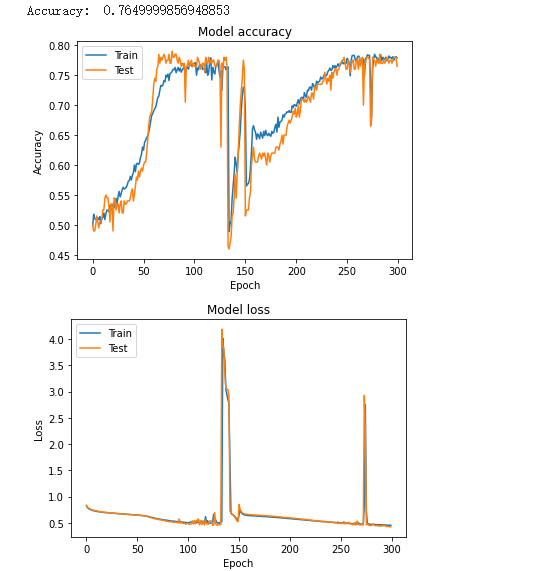 Accuracy: 0.7649999856948853
Model accuracy
Train
Test
0.80
0.75
0.70
0.65
0.60
0.55
0.50
0.45
Accuracy
0 50 100 150 200 250 300
Epoch
Model loss
Train
Test
4.0
3.5
3.0
2.5
2.0
1.5
1.0
0.5
Loss
0 50 100 150 200 250 300
Epoch